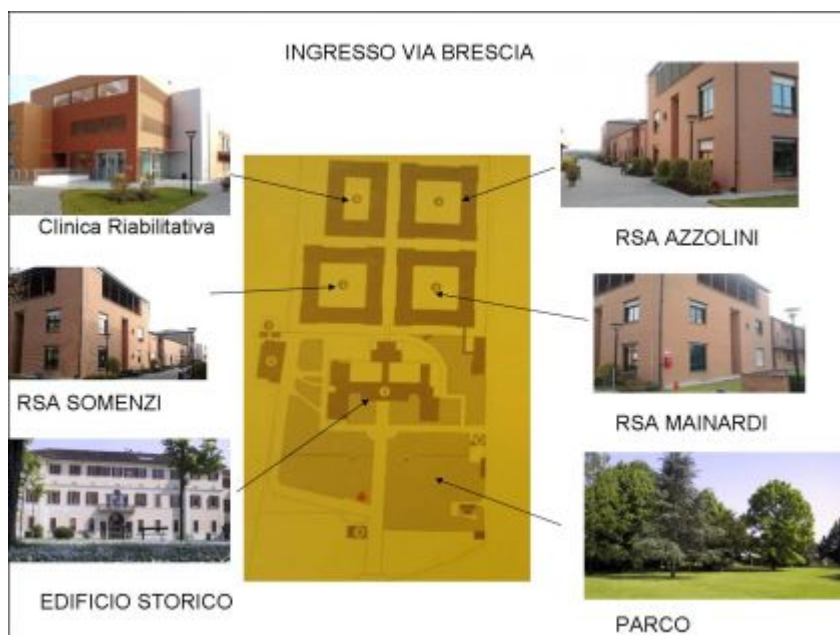 INGRESSO VIA BRESCIA
Clinica Riabilitativa
RSA AZZOLINI
RSA SOMENZI
RSA MAINARDI
EDIFICIO STORICO
PARCO